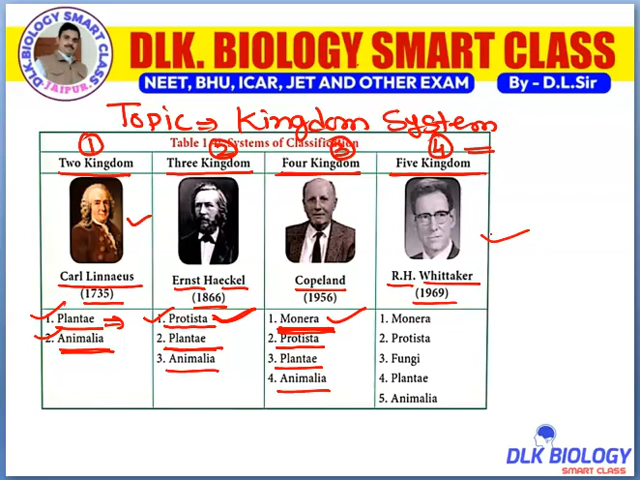 DLK.BIOLOGY SMART CLASS
JAIPUR.
DLK. BIOLOGY SMART CLASS
NEET, BHU, ICAR, JET AND OTHER EXAM
By - D.L.Sir
Topic ⇒ Kingdom System
① ② ③ ④
Systems of Classification
Two Kingdom Three Kingdom Four Kingdom Five Kingdom
Carl Linnaeus Ernst Haeckel Copeland R.H. Whittaker
(1735) (1866) (1956) (1969)
1. Plantae 1. Protista 1. Monera 1. Monera
2. Animalia 2. Plantae 2. Protista 2. Protista
3. Animalia 3. Plantae 3. Fungi
4. Animalia 4. Plantae
5. Animalia
DLK BIOLOGY
SMART CLASS